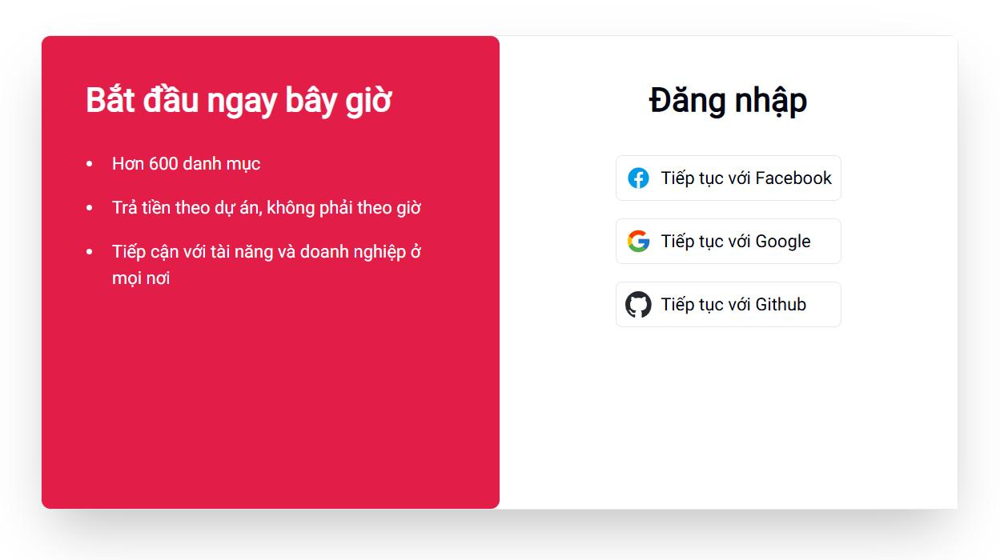 Bắt đầu ngay bây giờ
Hơn 600 danh mục
Trả tiền theo dự án, không phải theo giờ
Tiếp cận với tài năng và doanh nghiệp ở
mọi nơi
Đăng nhập
Tiếp tục với Facebook
Tiếp tục với Google
Tiếp tục với Github